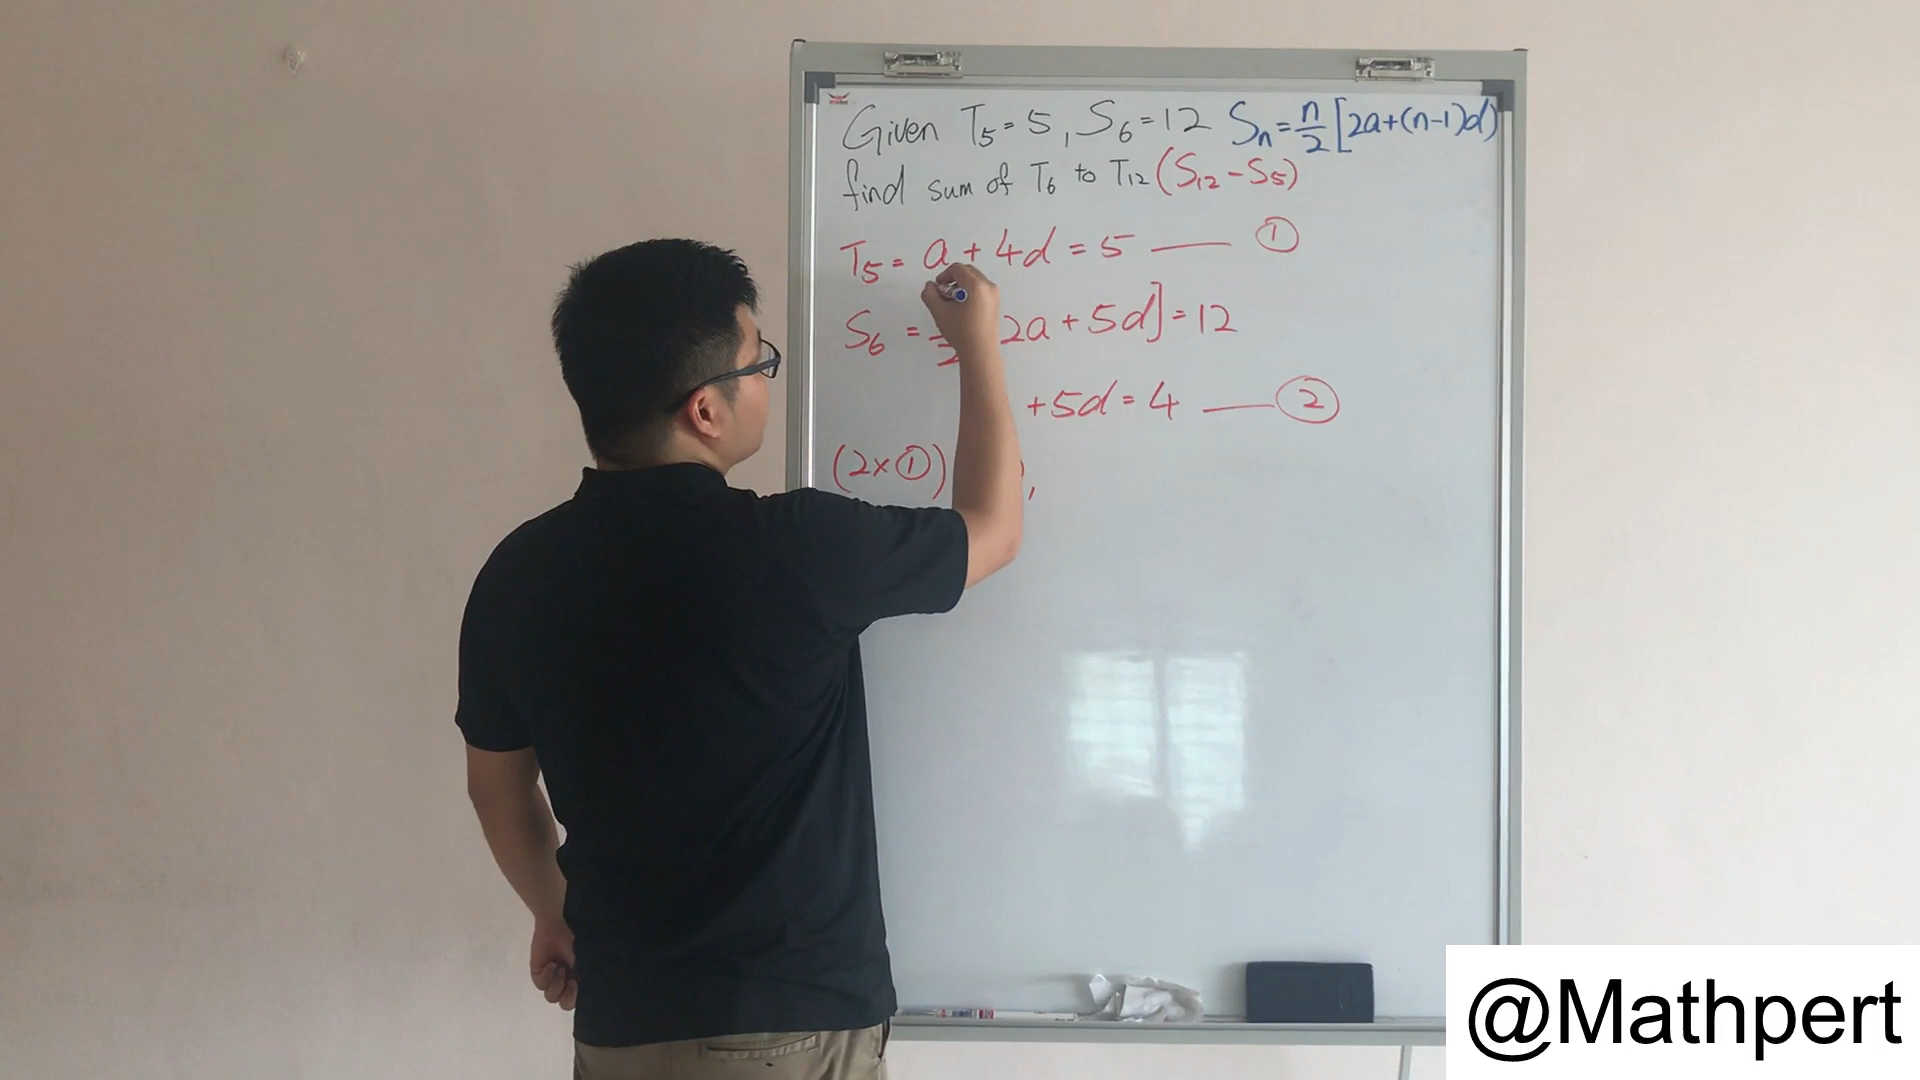 Given T5 = 5, S6 = 12 Sn = n/2 [2a+(n-1)d)
find sum of T6 to T12 (S12 - S5)
T5 = a + 4d = 5 —— ①
S6 = 2 2a + 5d] = 12
+5d = 4 —— ②
(2×①) ,
@Mathpert